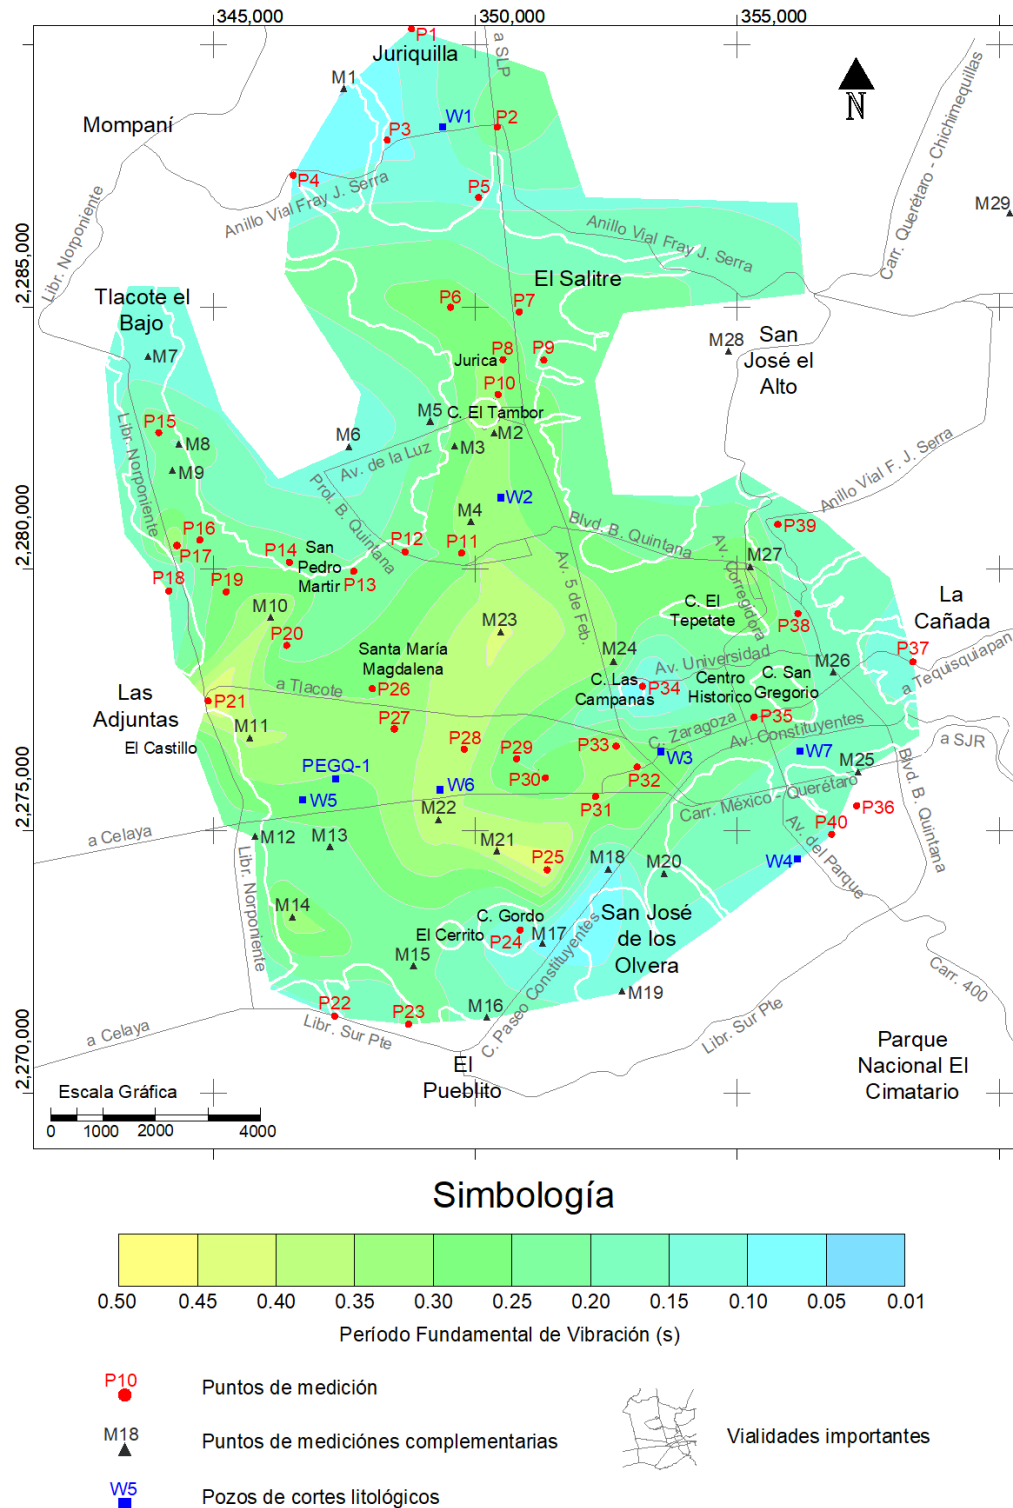 345,000
350,000
355,000
P1
Juriquilla
M1
a SLP
N
Mompaní
W1
P2
P3
P4
Anillo Vial Fray J. Serra
P5
Carr. Querétaro - Chichimequillas
M29
Libr. Norponiente
2,285,000
Anillo Vial Fray J. Serra
El Salitre
Tlacote el
Bajo
P6
P7
M7
Jurica
P8
P9
M28
San
José el
Alto
P10
C. El Tambor
M5
M2
P15
M8
M6
M3
M9
Av. de la Luz
Libr. Norponiente
Prol. B. Quintana
W2
Anillo Vial F. J. Serra
2,280,000
M4
Blvd. B. Quintana
P39
P16
P17
P14
San
Pedro
Martir
P12
P11
P13
Av. Corregidora
M27
P18
P19
Av. 5 de Feb.
M10
C. El
Tepetate
P38
La
Cañada
P20
M23
Santa María
Magdalena
M24
Av. Universidad
M26
P37
a Tequisquiapan
Las
Adjuntas
P21
a Tlacote
P26
C. Las
Campanas
P34
Centro
Historico
C. San
Gregorio
M11
El Castillo
P27
P35
C. Zaragoza
Av. Constituyentes
a SJR
P28
P29
P33
W3
W7
PEGQ-1
P30
P32
M25
W5
W6
P31
Carr. México - Querétaro
Blvd. B. Quintana
2,275,000
a Celaya
M22
P36
M12
M13
M21
P40
Av. del Parque
P25
M18
M20
W4
Libr. Norponiente
M14
C. Gordo
San José
de los
Olvera
El Cerrito
P24
M17
M15
C. Paseo Constituyentes
Carr. 400
M19
P22
P23
M16
Libr. Sur Pte
Libr. Sur Pte
2,270,000
a Celaya
El
Pueblito
Parque
Nacional El
Cimatario
Escala Gráfica
0 1000 2000 4000
Simbología
0.50 0.45 0.40 0.35 0.30 0.25 0.20 0.15 0.10 0.05 0.01
Período Fundamental de Vibración (s)
P10
Puntos de medición
M18
Puntos de mediciónes complementarias
Vialidades importantes
W5
Pozos de cortes litológicos